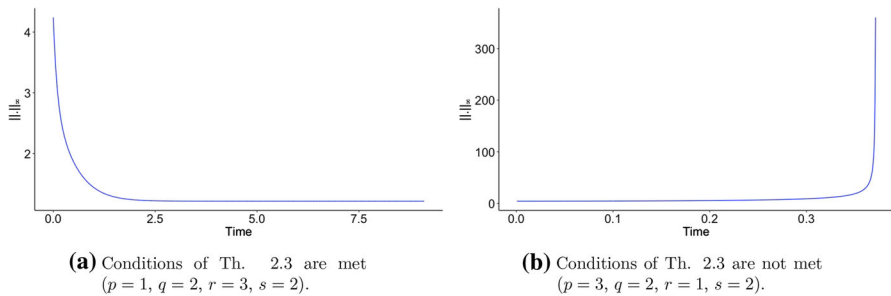 4
3
2
||·||∞
0.0 2.5 5.0 7.5
Time
300
200
100
0
||·||∞
0.0 0.1 0.2 0.3
Time
(a) Conditions of Th. 2.3 are met
(p = 1, q = 2, r = 3, s = 2).
(b) Conditions of Th. 2.3 are not met
(p = 3, q = 2, r = 1, s = 2).